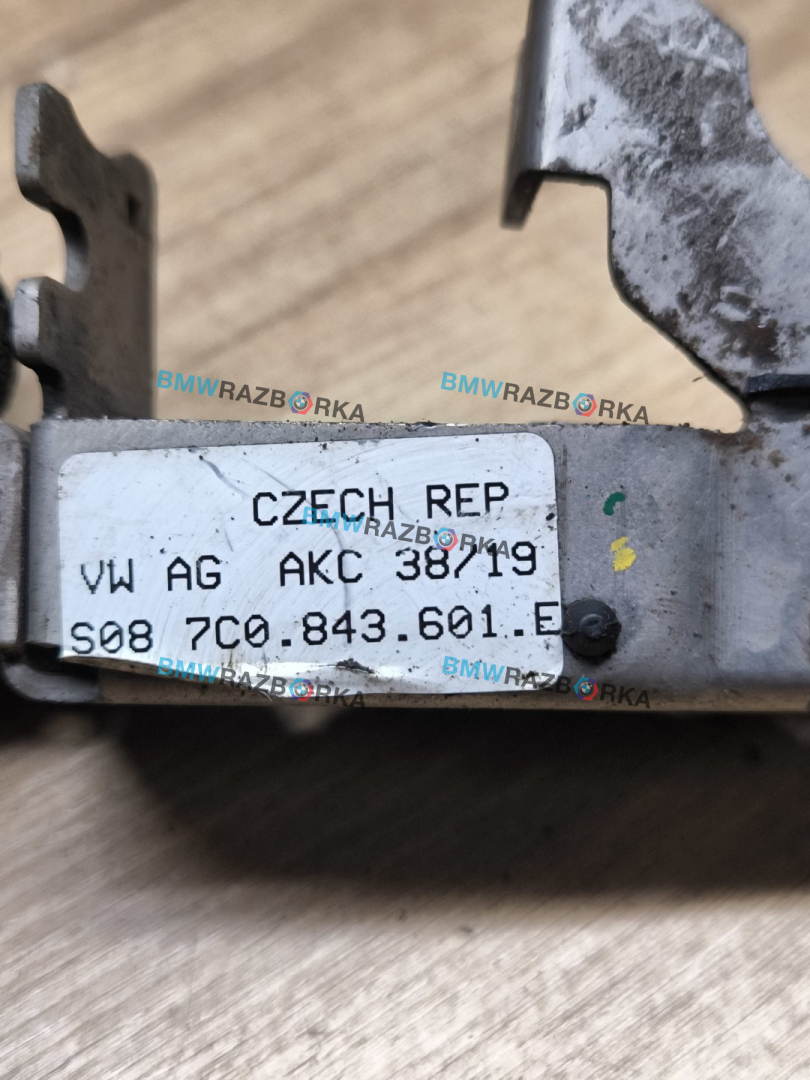 BMWRAZBORKA BMWRAZBORKA
CZECH REP
BMWRAZBORKA
VW AG AKC 38/19
S08 7C0.843.601.E
BMWRAZBORKA BMWRAZBORKA